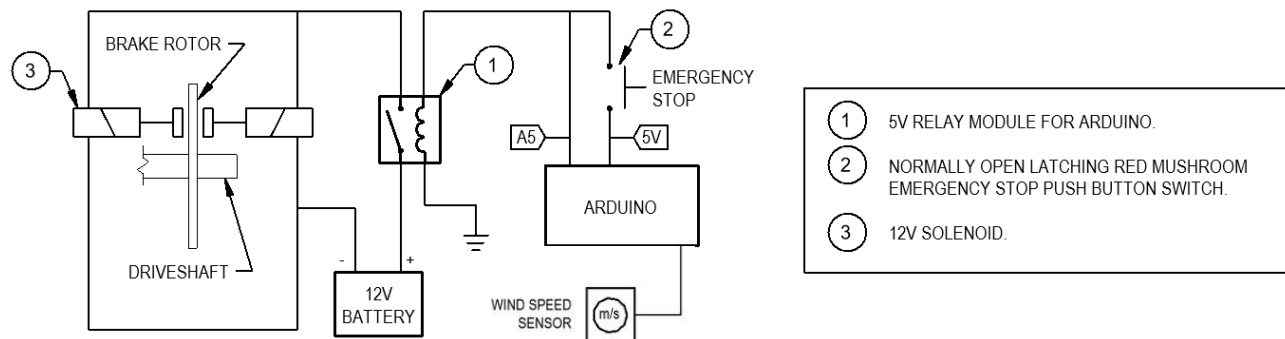 BRAKE ROTOR
3
1
2
EMERGENCY
STOP
A5
5V
ARDUINO
DRIVESHAFT
- +
12V
BATTERY
WIND SPEED
SENSOR
m/s
1 5V RELAY MODULE FOR ARDUINO.
2 NORMALLY OPEN LATCHING RED MUSHROOM
EMERGENCY STOP PUSH BUTTON SWITCH.
3 12V SOLENOID.